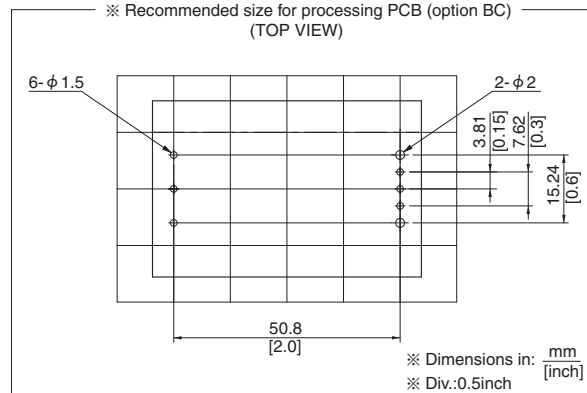 ※ Recommended size for processing PCB (option BC)
(TOP VIEW)
6-ϕ1.5
2-ϕ2
3.81
[0.15]
7.62
[0.3]
15.24
[0.6]
50.8
[2.0]
※ Dimensions in: mm
[inch]
※ Div.:0.5inch